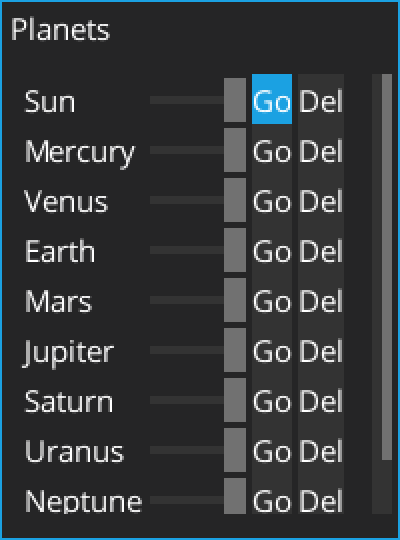 Planets
Sun Go Del
Mercury Go Del
Venus Go Del
Earth Go Del
Mars Go Del
Jupiter Go Del
Saturn Go Del
Uranus Go Del
Neptune Go Del